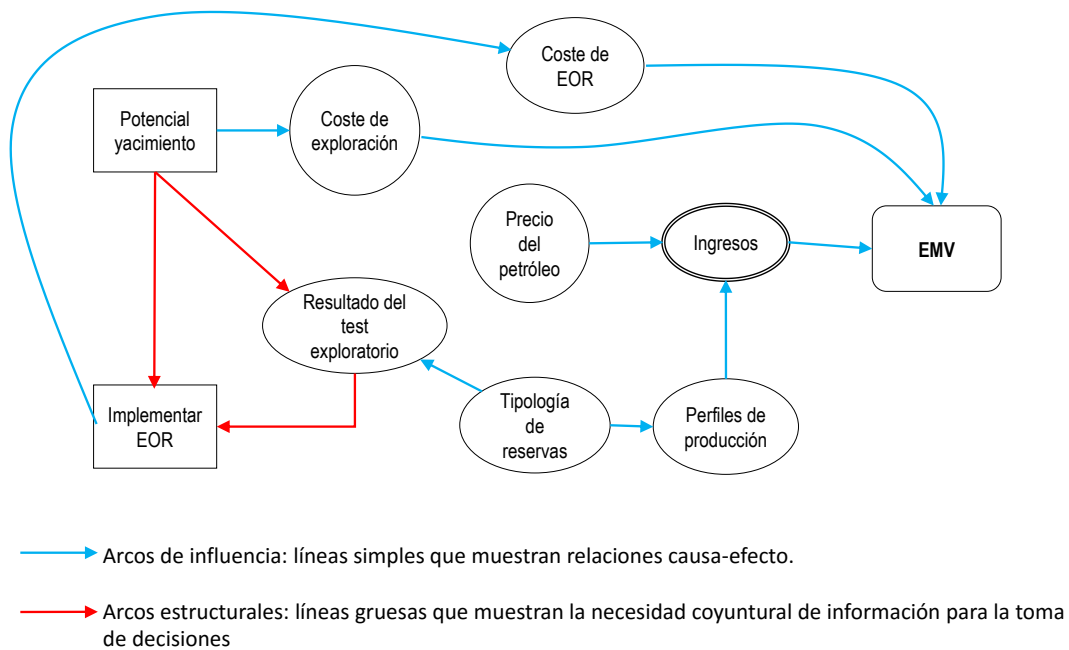 Coste de
EOR
Potencial
yacimiento
Coste de
exploración
Precio
del
petróleo
Ingresos
EMV
Resultado del
test
exploratorio
Implementar
EOR
Tipología
de
reservas
Perfiles de
producción
Arcos de influencia: líneas simples que muestran relaciones causa-efecto.
Arcos estructurales: líneas gruesas que muestran la necesidad coyuntural de información para la toma
de decisiones